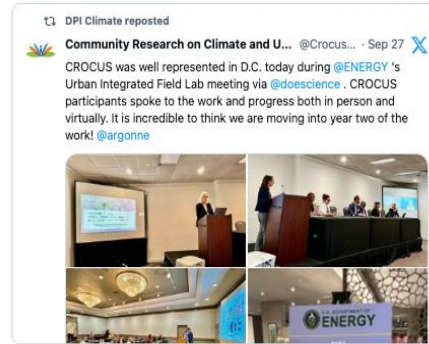 DPI Climate reposted
Community Research on Climate and U... @Crocus... · Sep 27
CROCUS was well represented in D.C. today during @ENERGY 's
Urban Integrated Field Lab meeting via @doescience . CROCUS
participants spoke to the work and progress both in person and
virtually. It is incredible to think we are moving into year two of the
work! @argonne
U.S. DEPARTMENT OF
ENERGY